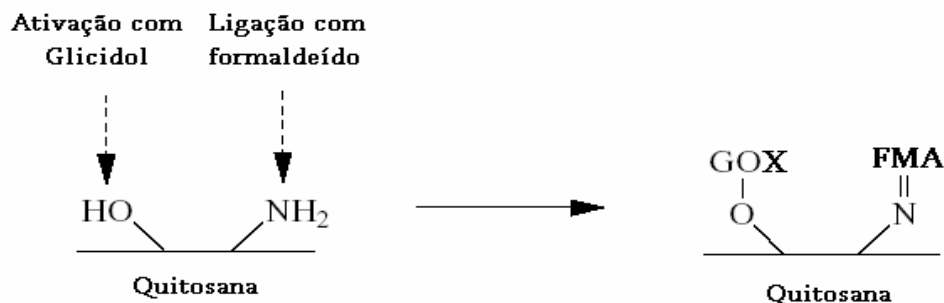 Ativação com
Glicidol
Ligação com
formaldeído
HO
NH₂
Quitosana
GOX
O
FMA
N
Quitosana